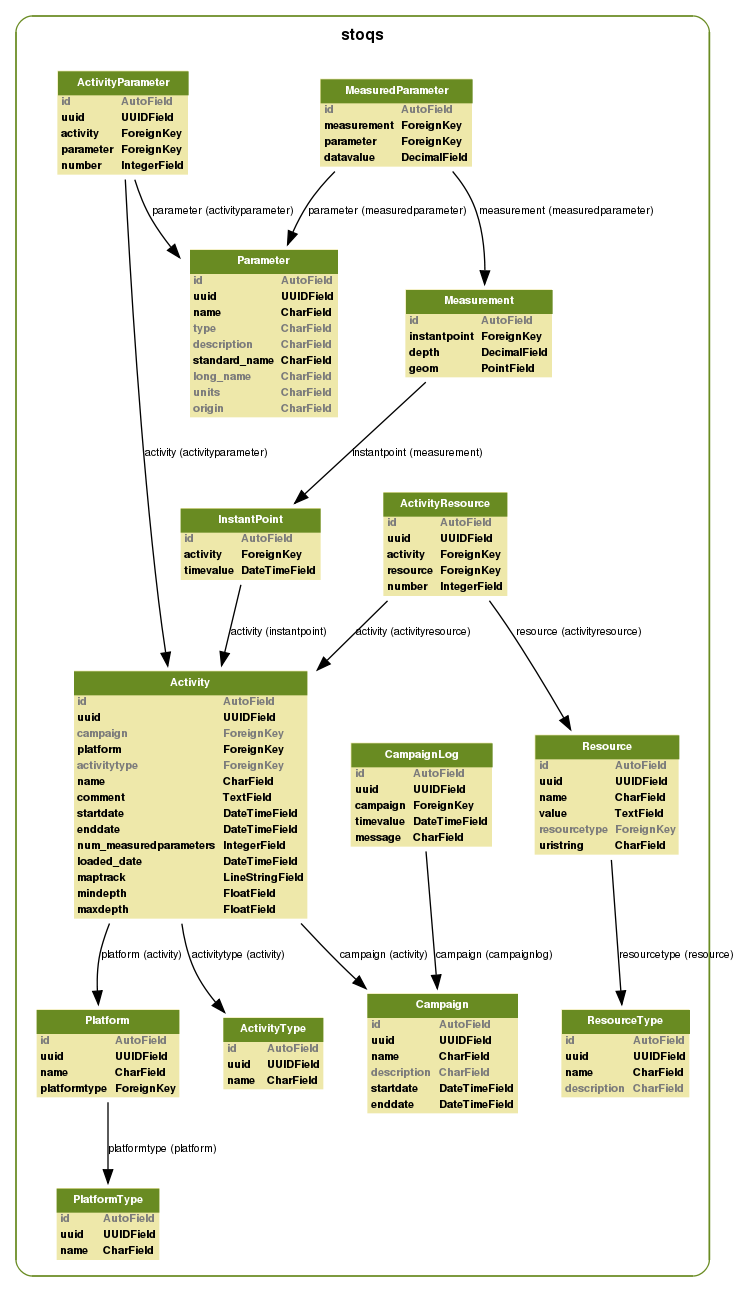 stoqs
ActivityParameter
id AutoField
uuid UUIDField
activity ForeignKey
parameter ForeignKey
number IntegerField
MeasuredParameter
id AutoField
measurement ForeignKey
parameter ForeignKey
datavalue DecimalField
parameter (activityparameter)
parameter (measuredparameter)
measurement (measuredparameter)
Parameter
id AutoField
uuid UUIDField
name CharField
type CharField
description CharField
standard_name CharField
long_name CharField
units CharField
origin CharField
Measurement
id AutoField
instantpoint ForeignKey
depth DecimalField
geom PointField
activity (activityparameter)
instantpoint (measurement)
InstantPoint
id AutoField
activity ForeignKey
timevalue DateTimeField
ActivityResource
id AutoField
uuid UUIDField
activity ForeignKey
resource ForeignKey
number IntegerField
activity (instantpoint)
activity (activityresource)
resource (activityresource)
Activity
id AutoField
uuid UUIDField
campaign ForeignKey
platform ForeignKey
activitytype ForeignKey
name CharField
comment TextField
startdate DateTimeField
enddate DateTimeField
num_measuredparameters IntegerField
loaded_date DateTimeField
maptrack LineStringField
mindepth FloatField
maxdepth FloatField
CampaignLog
id AutoField
uuid UUIDField
campaign ForeignKey
timevalue DateTimeField
message CharField
Resource
id AutoField
uuid UUIDField
name CharField
value TextField
resourcetype ForeignKey
uristring CharField
platform (activity)
activitytype (activity)
campaign (activity)
campaign (campaignlog)
resourcetype (resource)
Platform
id AutoField
uuid UUIDField
name CharField
platformtype ForeignKey
ActivityType
id AutoField
uuid UUIDField
name CharField
Campaign
id AutoField
uuid UUIDField
name CharField
description CharField
startdate DateTimeField
enddate DateTimeField
ResourceType
id AutoField
uuid UUIDField
name CharField
description CharField
platformtype (platform)
PlatformType
id AutoField
uuid UUIDField
name CharField